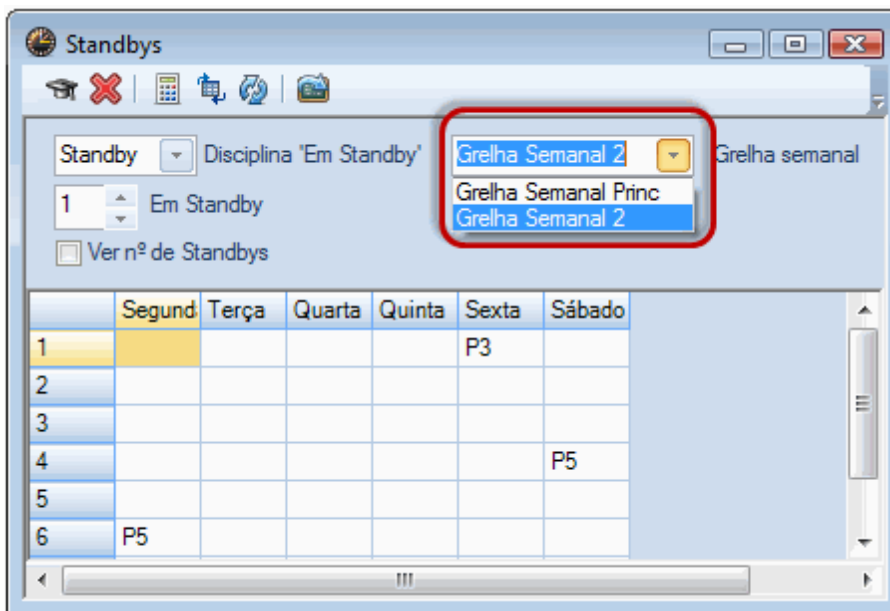 Standbys
Standby Disciplina 'Em Standby' Grelha Semanal 2 Grelha semanal
Grelha Semanal Princ
Grelha Semanal 2
1 Em Standby
Ver nº de Standbys
Segund Terça Quarta Quinta Sexta Sábado
1 P3
2
3
4 P5
5
6 P5